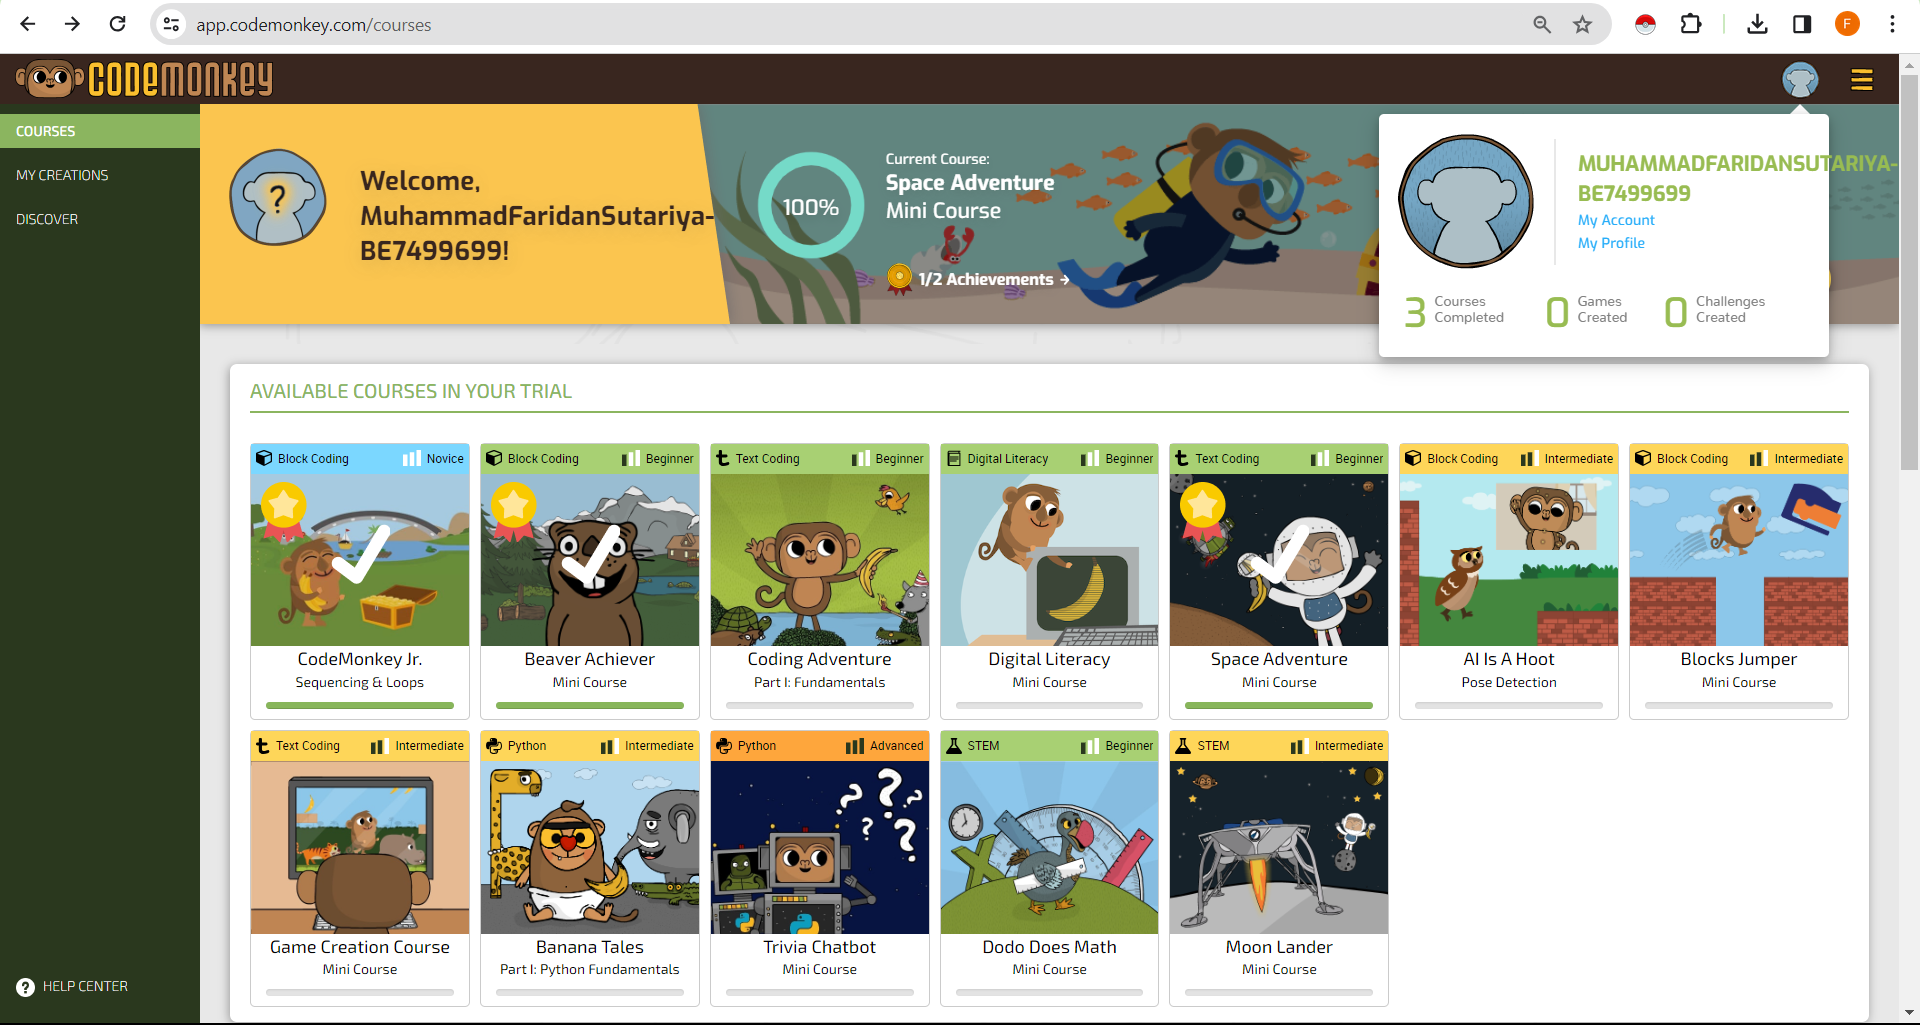 app.codemonkey.com/courses
F
CODEMONKEY
COURSES
MY CREATIONS
DISCOVER
HELP CENTER
?
Welcome,
MuhammadFaridanSutariya-
BE7499699!
100%
Current Course:
Space Adventure
Mini Course
1/2 Achievements →
MUHAMMADFARIDANSUTARIYA-
BE7499699
My Account
My Profile
3 Courses Completed
0 Games Created
0 Challenges Created
AVAILABLE COURSES IN YOUR TRIAL
Block Coding Novice
CodeMonkey Jr.
Sequencing & Loops
Block Coding Beginner
Beaver Achiever
Mini Course
Text Coding Beginner
Coding Adventure
Part I: Fundamentals
Digital Literacy Beginner
Digital Literacy
Mini Course
Text Coding Beginner
Space Adventure
Mini Course
Block Coding Intermediate
AI Is A Hoot
Pose Detection
Block Coding Intermediate
Blocks Jumper
Mini Course
Text Coding Intermediate
Game Creation Course
Mini Course
Python Intermediate
Banana Tales
Part I: Python Fundamentals
Python Advanced
? ? ? ?
Trivia Chatbot
Mini Course
STEM Beginner
Dodo Does Math
Mini Course
STEM Intermediate
Moon Lander
Mini Course